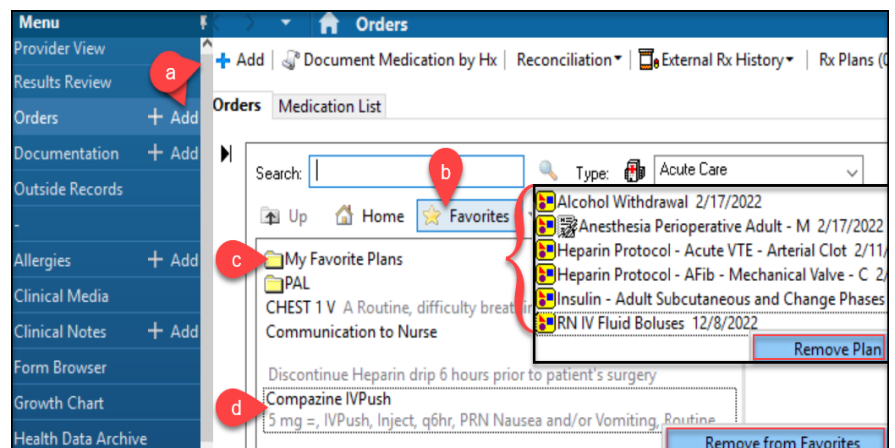 Menu
Provider View
Results Review
Orders + Add
Documentation + Add
Outside Records
-
Allergies + Add
Clinical Media
Clinical Notes + Add
Form Browser
Growth Chart
Health Data Archive
a
Orders
+ Add | Document Medication by Hx | Reconciliation | External Rx History | Rx Plans (
Orders Medication List
Search: Type: Acute Care
b
Up Home Favorites
c
My Favorite Plans
PAL
CHEST 1 V A Routine, difficulty
Communication to Nurse
Discontinue Heparin drip 6 hours prior to patient's surgery
d
Compazine IVPush
5 mg =, IVPush, Inject, q6hr, PRN Nausea and/or Vomiting, Routine
Alcohol Withdrawal 2/17/2022
Anesthesia Perioperative Adult - M 2/17/2022
Heparin Protocol - Acute VTE - Arterial Clot 2/11/
Heparin Protocol - AFib - Mechanical Valve - C 2/
Insulin - Adult Subcutaneous and Change Phases
RN IV Fluid Boluses 12/8/2022
Remove Plan
Remove from Favorites